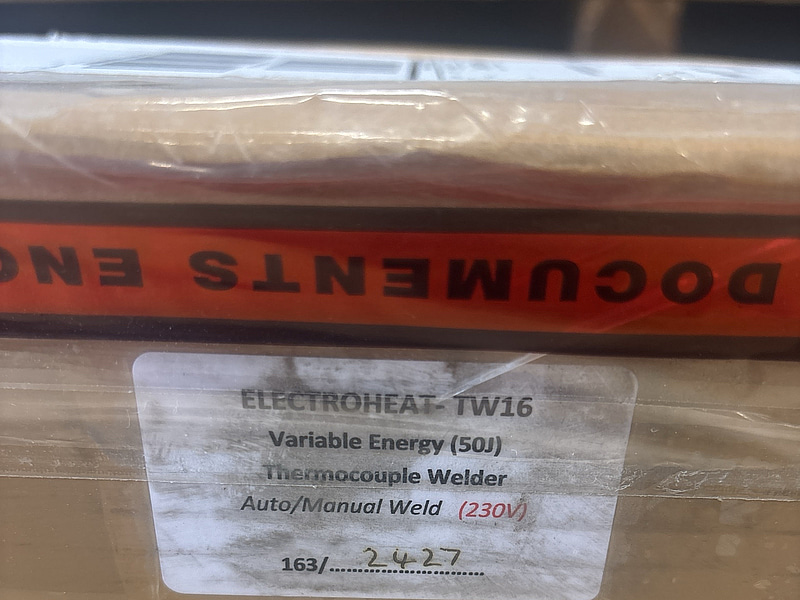 DOCUMENTS ENC
ELECTROHEAT- TW16
Variable Energy (50J)
Thermocouple Welder
Auto/Manual Weld (230V)
163/ 2427